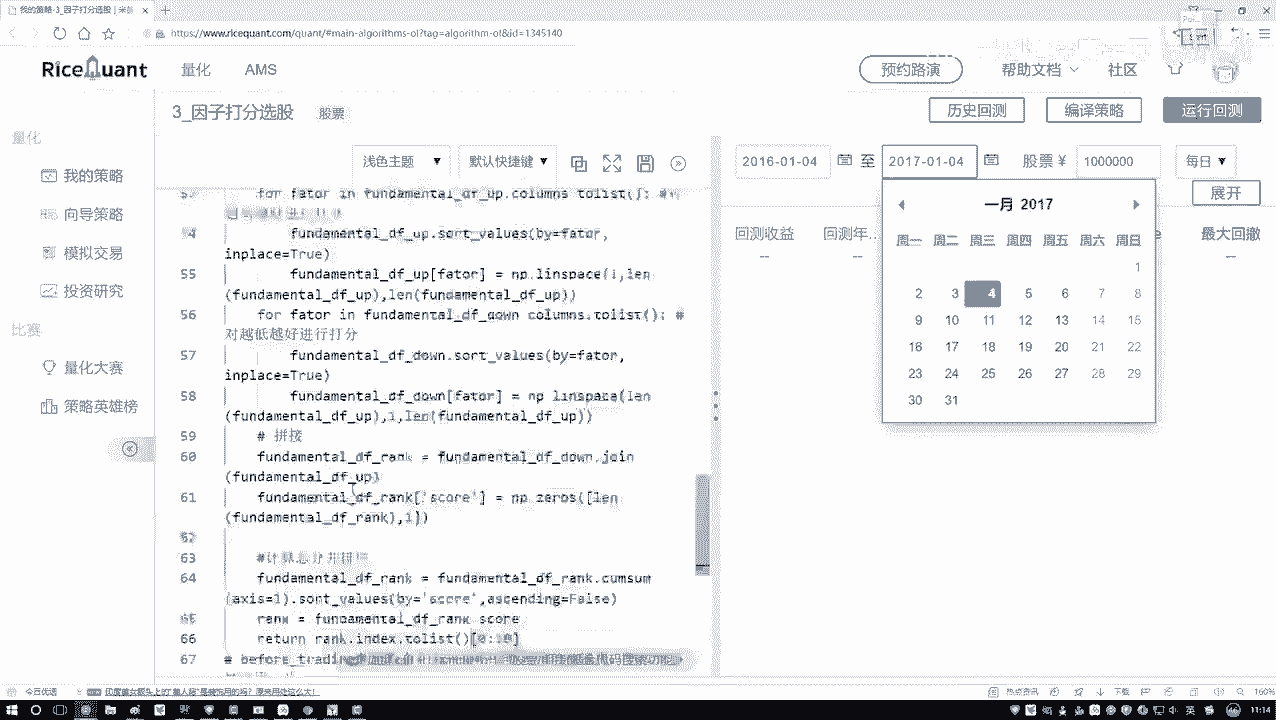 我的策略-3_因子打分选股 | 米
https://www.ricequant.com/quant/#main-algorithms-ol?tag=algorithm-ol&id=1345140
RiceQuant
量化
AMS
预约路演
帮助文档
社区
量化
我的策略
向导策略
模拟交易
投资研究
比赛
量化大赛
策略英雄榜
3_因子打分选股
股票
历史回测
编译策略
运行回测
浅色主题
默认快捷键
for fator in fundamental_df_up.columns.tolist():
fundamental_df_up.sort_values(by=fator,
inplace=True)
55 fundamental_df_up[fator] = np.linspace(1,len
(fundamental_df_up),len(fundamental_df_up))
56 for fator in fundamental_df_down.columns.tolist(): #
对越低越好进行打分
57 fundamental_df_down.sort_values(by=fator,
inplace=True)
58 fundamental_df_down[fator] = np.linspace(len
(fundamental_df_up),1,len(fundamental_df_up))
59 # 拼接
60 fundamental_df_rank = fundamental_df_down.join
(fundamental_df_up)
61 fundamental_df_rank['score'] = np.zeros([len
(fundamental_df_rank),1])
62
63
64 fundamental_df_rank = fundamental_df_rank.cumsum
(axis=1).sort_values(by='score',ascending=False)
65 rank = fundamental_df_rank.score
66 return rank.index.tolist()[0:10]
67 # before_trading
2016-01-04 至 2017-01-04 股票 ¥ 1000000 每日
展开
回测收益
回测年..
最大回撤
--
--
--
一月 2017
周一 周二 周三 周四 周五 周六 周日
1
2 3 4 5 6 7 8
9 10 11 12 13 14 15
16 17 18 19 20 21 22
23 24 25 26 27 28 29
30 31
今日优选
热点资讯
下载
160%
英
11:14